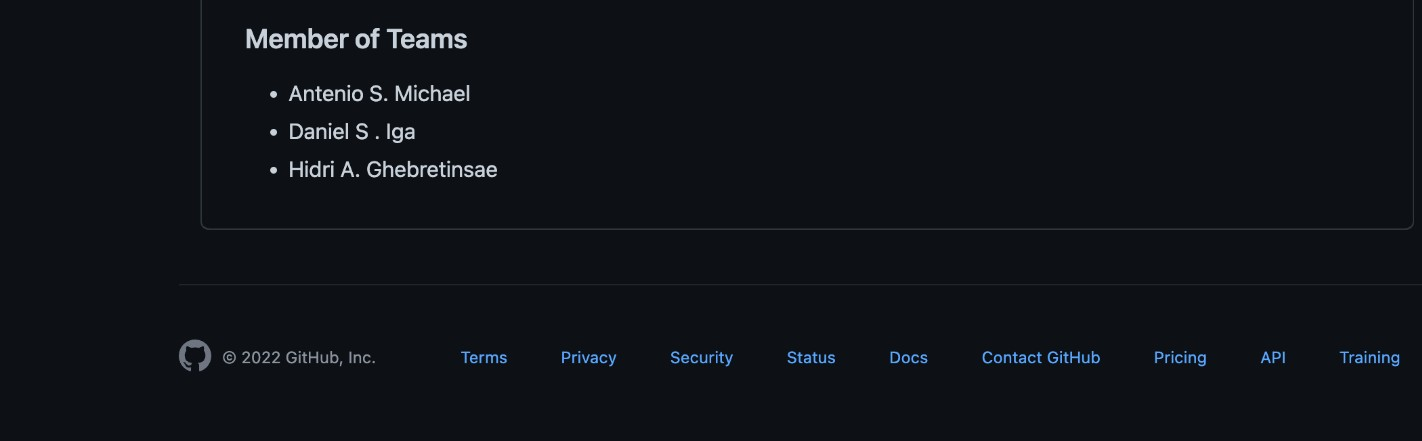 Member of Teams
• Antenio S. Michael
• Daniel S . Iga
• Hidri A. Ghebretinsae
© 2022 GitHub, Inc. Terms Privacy Security Status Docs Contact GitHub Pricing API Training